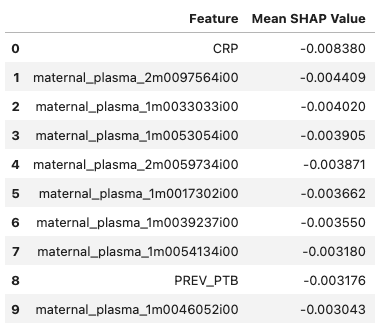 Feature Mean SHAP Value
0 CRP -0.008380
1 maternal_plasma_2m0097564i00 -0.004409
2 maternal_plasma_1m0033033i00 -0.004020
3 maternal_plasma_1m0053054i00 -0.003905
4 maternal_plasma_2m0059734i00 -0.003871
5 maternal_plasma_1m0017302i00 -0.003662
6 maternal_plasma_1m0039237i00 -0.003550
7 maternal_plasma_1m0054134i00 -0.003180
8 PREV_PTB -0.003176
9 maternal_plasma_1m0046052i00 -0.003043